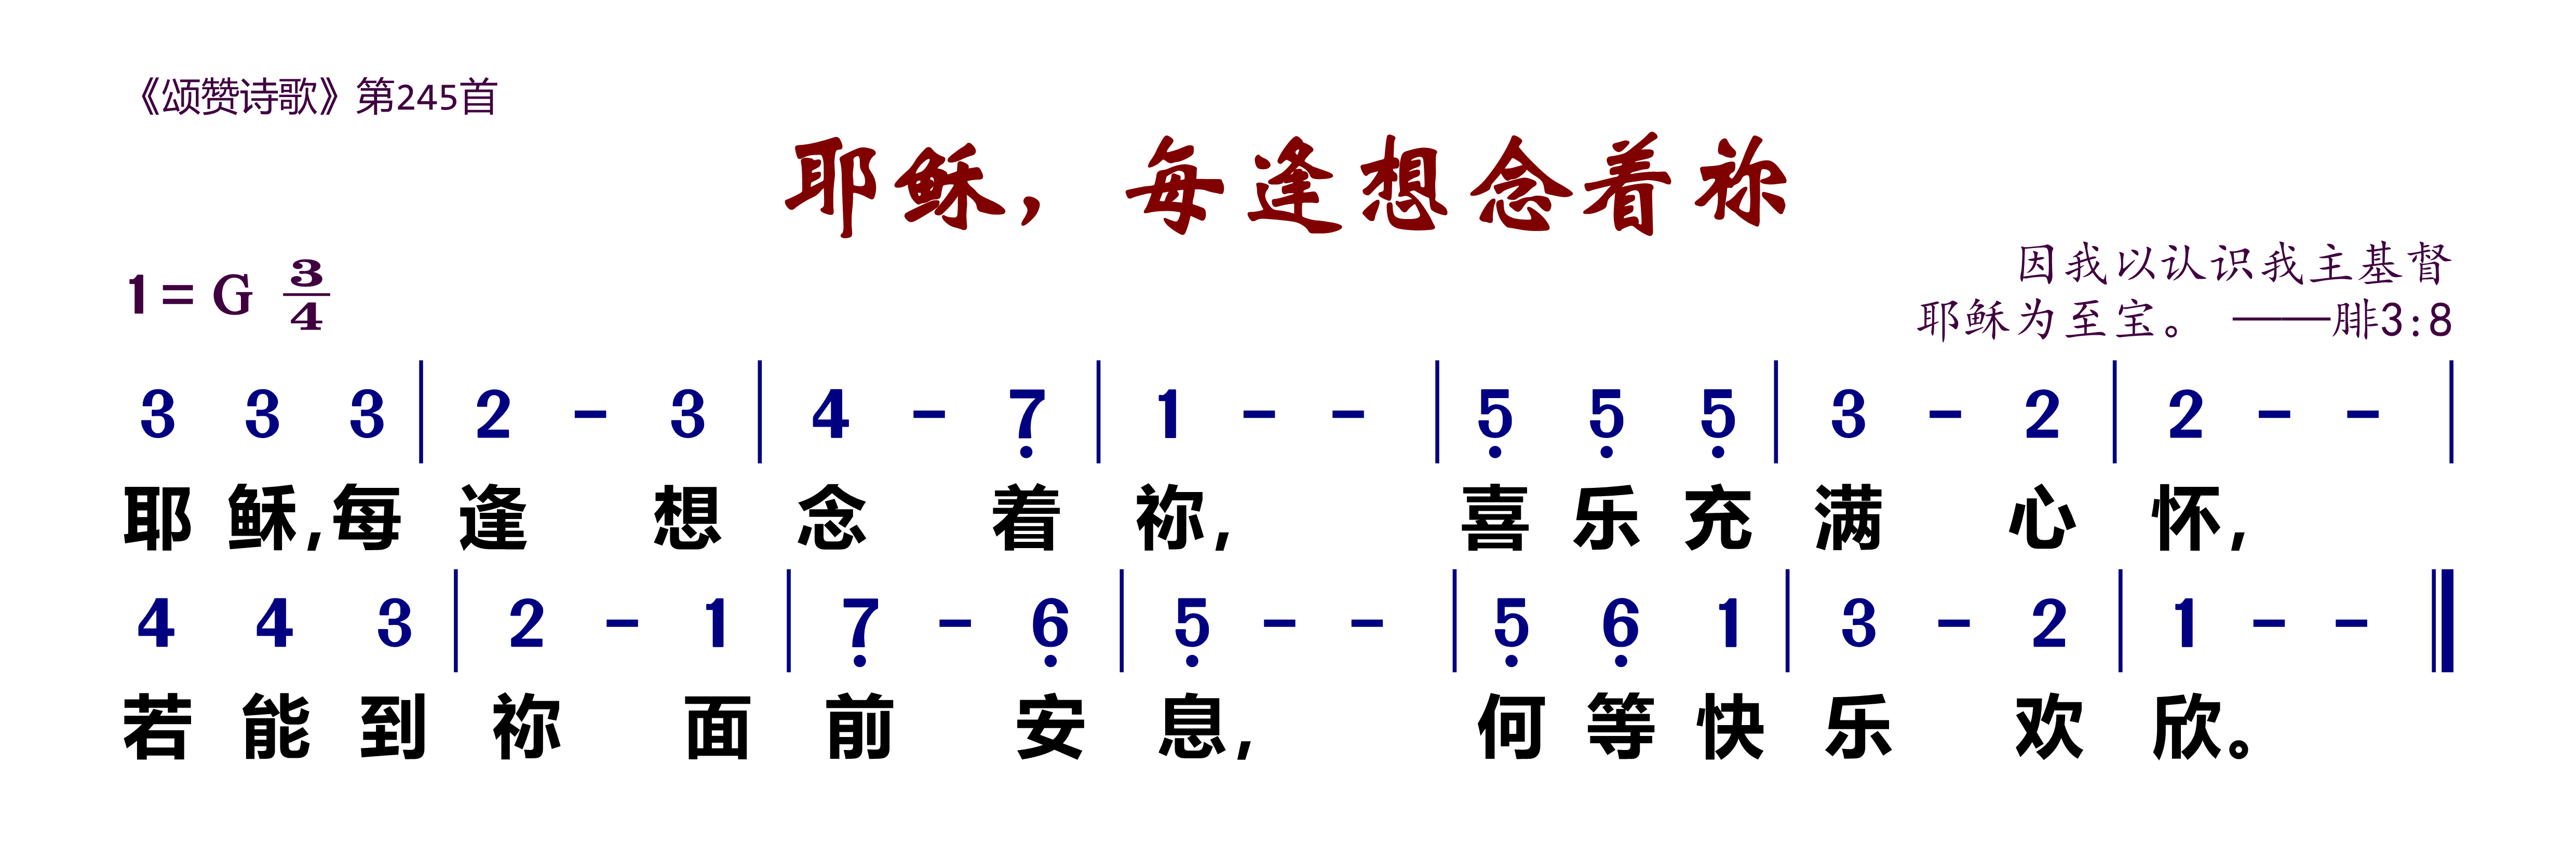 《颂赞诗歌》第245首
耶稣，每逢想念着祢
1= G 3/4
因我以认识我主基督
耶稣为至宝。 ——腓3:8
3 3 3 | 2 - 3 | 4 - 7̣ | 1 - - | 5̣ 5̣ 5̣ | 3 - 2 | 2 - - |
耶 稣,每 逢 想 念 着 祢, 喜 乐 充 满 心 怀,
4 4 3 | 2 - 1 | 7̣ - 6̣ | 5̣ - - | 5̣ 6̣ 1 | 3 - 2 | 1 - - ‖
若 能 到 祢 面 前 安 息, 何 等 快 乐 欢 欣。